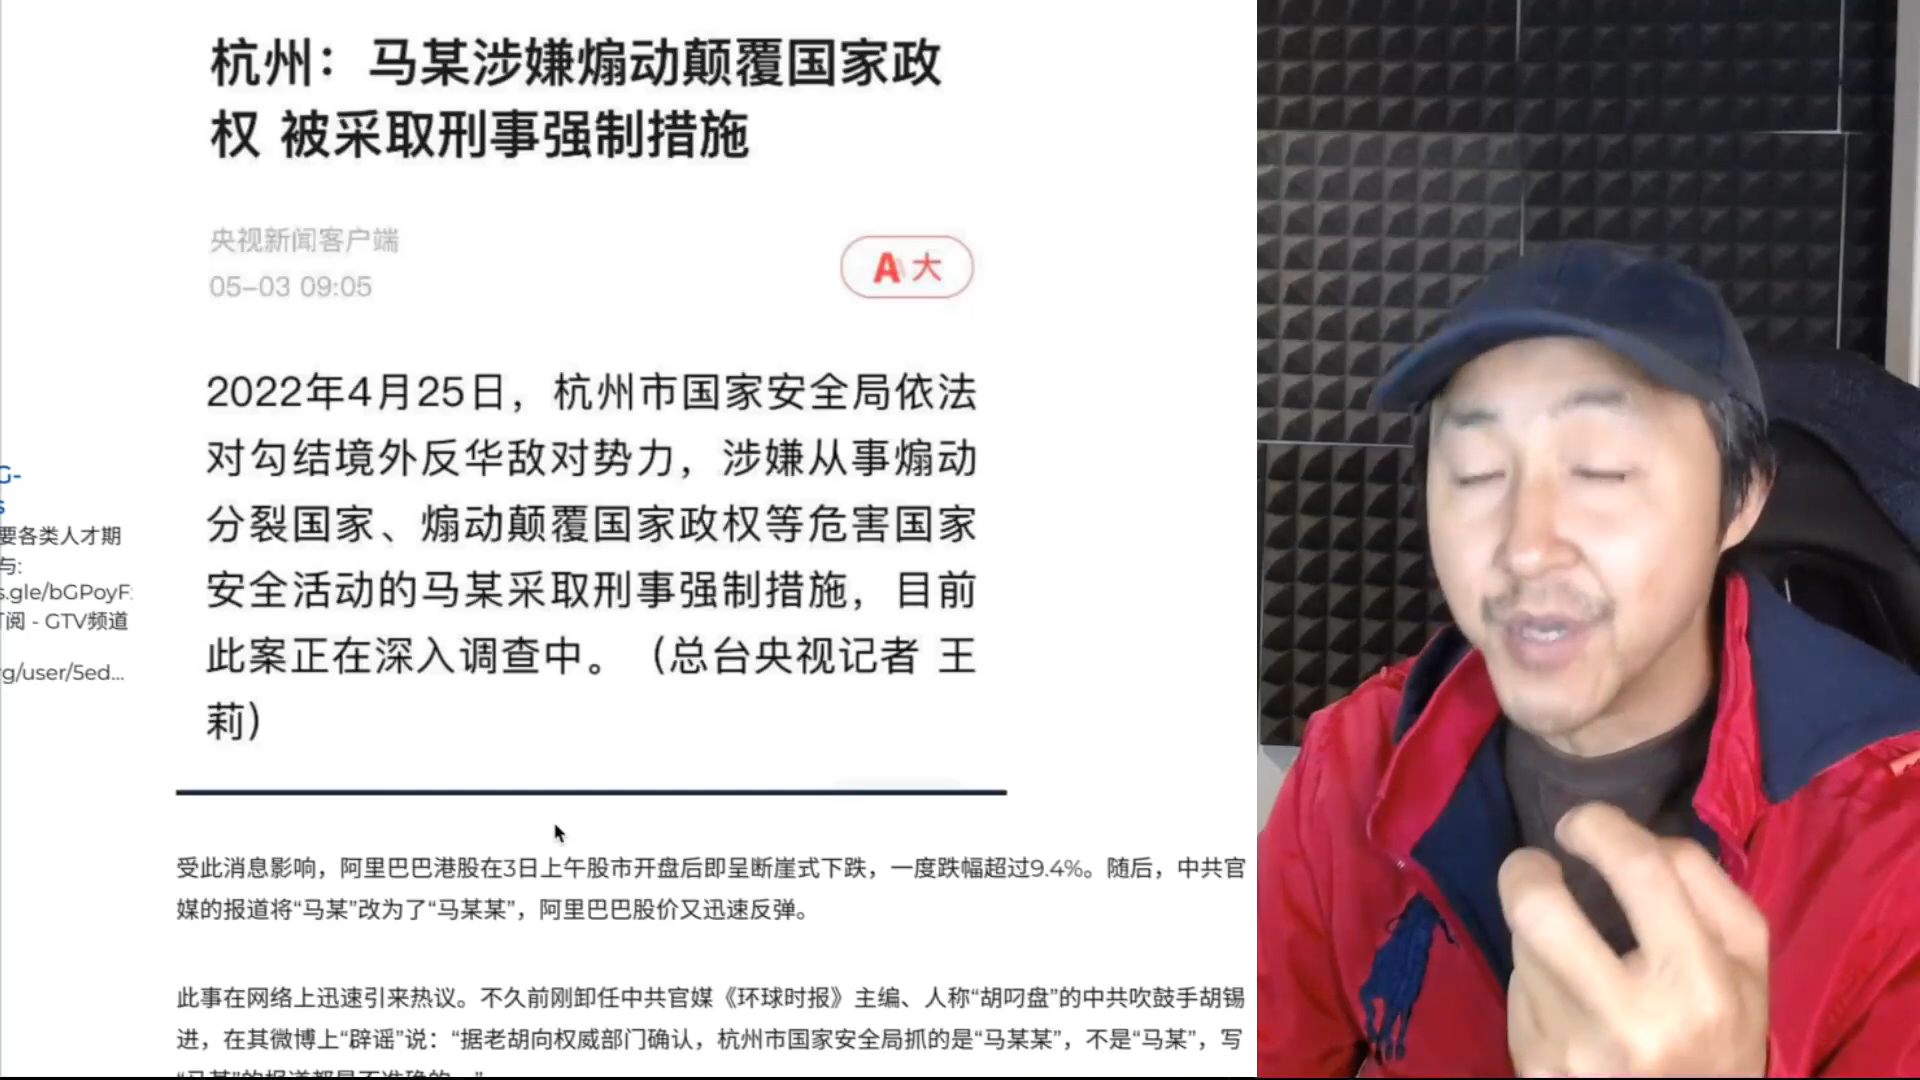 杭州：马某涉嫌煽动颠覆国家政
权 被采取刑事强制措施
央视新闻客户端
05-03 09:05
A大
2022年4月25日，杭州市国家安全局依法
对勾结境外反华敌对势力，涉嫌从事煽动
分裂国家、煽动颠覆国家政权等危害国家
安全活动的马某采取刑事强制措施，目前
此案正在深入调查中。（总台央视记者 王
莉）
G-
s
要各类人才期
与:
s.gle/bGPoyF
阅 - GTV频道
rg/user/5ed...
受此消息影响，阿里巴巴港股在3日上午股市开盘后即呈断崖式下跌，一度跌幅超过9.4%。随后，中共官
媒的报道将“马某”改为了“马某某”，阿里巴巴股价又迅速反弹。
此事在网络上迅速引来热议。不久前刚卸任中共官媒《环球时报》主编、人称“胡叼盘”的中共吹鼓手胡锡
进，在其微博上“辟谣”说：“据老胡向权威部门确认，杭州市国家安全局抓的是“马某某”，不是“马某”，写